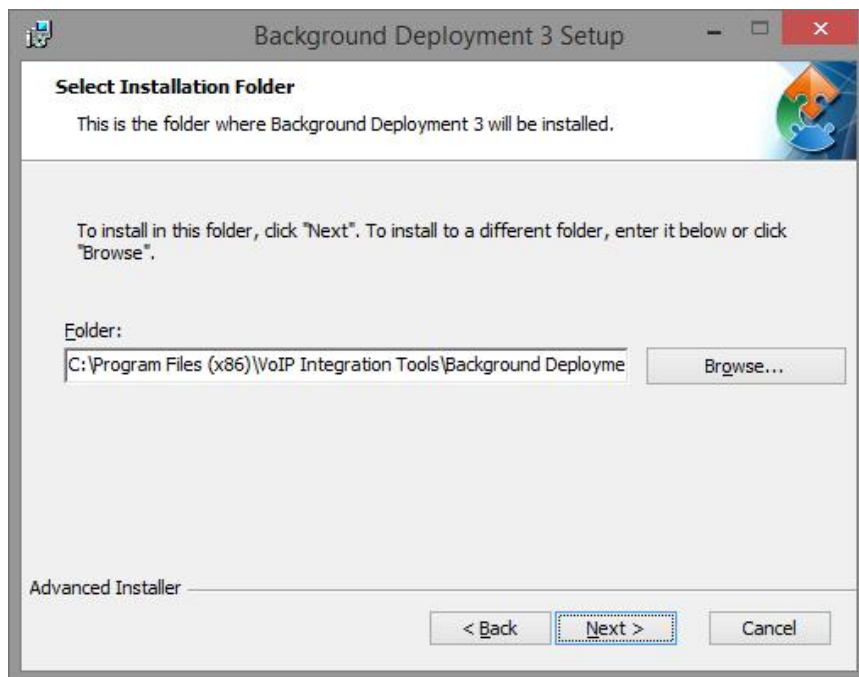 Background Deployment 3 Setup
Select Installation Folder
This is the folder where Background Deployment 3 will be installed.
To install in this folder, click "Next". To install to a different folder, enter it below or click
"Browse".
Folder:
C:\Program Files (x86)\VoIP Integration Tools\Background Deployme
Browse...
Advanced Installer
< Back
Next >
Cancel